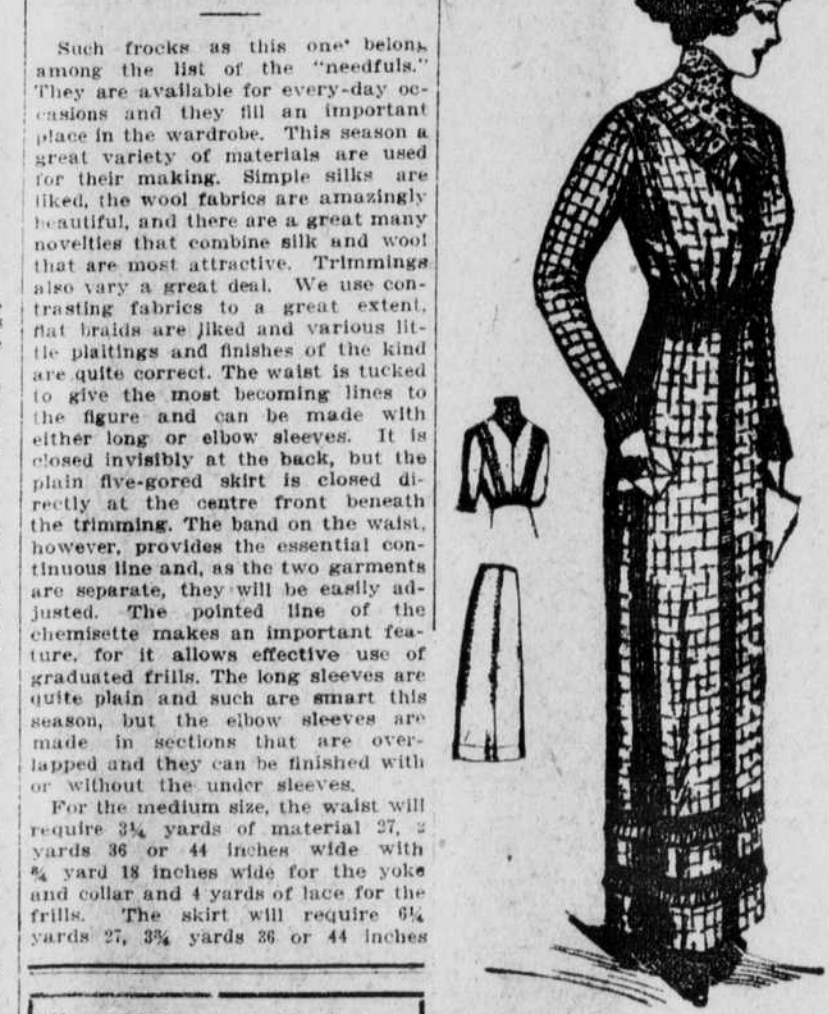 Such frocks as this one belong
among the list of the "needfuls."
They are available for every-day oc-
casions and they fill an important
place in the wardrobe. This season a
great variety of materials are used
for their making. Simple silks are
liked, the wool fabrics are amazingly
beautiful, and there are a great many
novelties that combine silk and wool
that are most attractive. Trimmings
also vary a great deal. We use con-
trasting fabrics to a great extent,
flat braids are liked and various lit-
tle plaitings and finishes of the kind
are quite correct. The waist is tucked
to give the most becoming lines to
the figure and can be made with
either long or elbow sleeves. It is
closed invisibly at the back, but the
plain five-gored skirt is closed di-
rectly at the centre front beneath
the trimming. The band on the waist,
however, provides the essential con-
tinuous line and, as the two garments
are separate, they will be easily ad-
justed. The pointed line of the
chemisette makes an important fea-
ture, for it allows effective use of
graduated frills. The long sleeves are
quite plain and such are smart this
season, but the elbow sleeves are
made in sections that are over-
lapped and they can be finished with
or without the under sleeves.
For the medium size, the waist will
require 3¼ yards of material 27, 2
yards 36 or 44 inches wide with
yard 18 inches wide for the yoke
and collar and 4 yards of lace for the
frills. The skirt will require 6¼
yards 27, 3¾ yards 36 or 44 inches